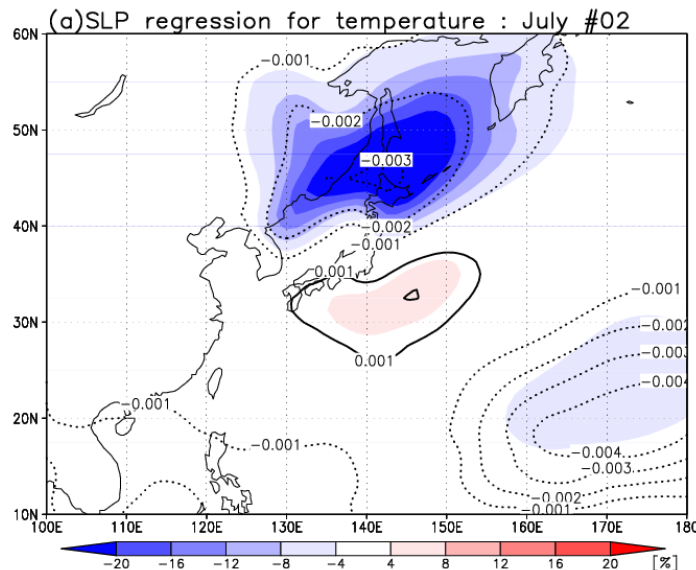 (a)SLP regression for temperature : July #02
60N
50N
40N
30N
20N
10N
-0.001
-0.002
-0.003
-0.002
-0.001
0.001
0.001
-0.001
-0.002
-0.003
-0.004
-0.001
-0.001
-0.004
-0.003
-0.002
-0.001
100E 110E 120E 130E 140E 150E 160E 170E 180
-20 -16 -12 -8 -4 4 8 12 16 20 [%]